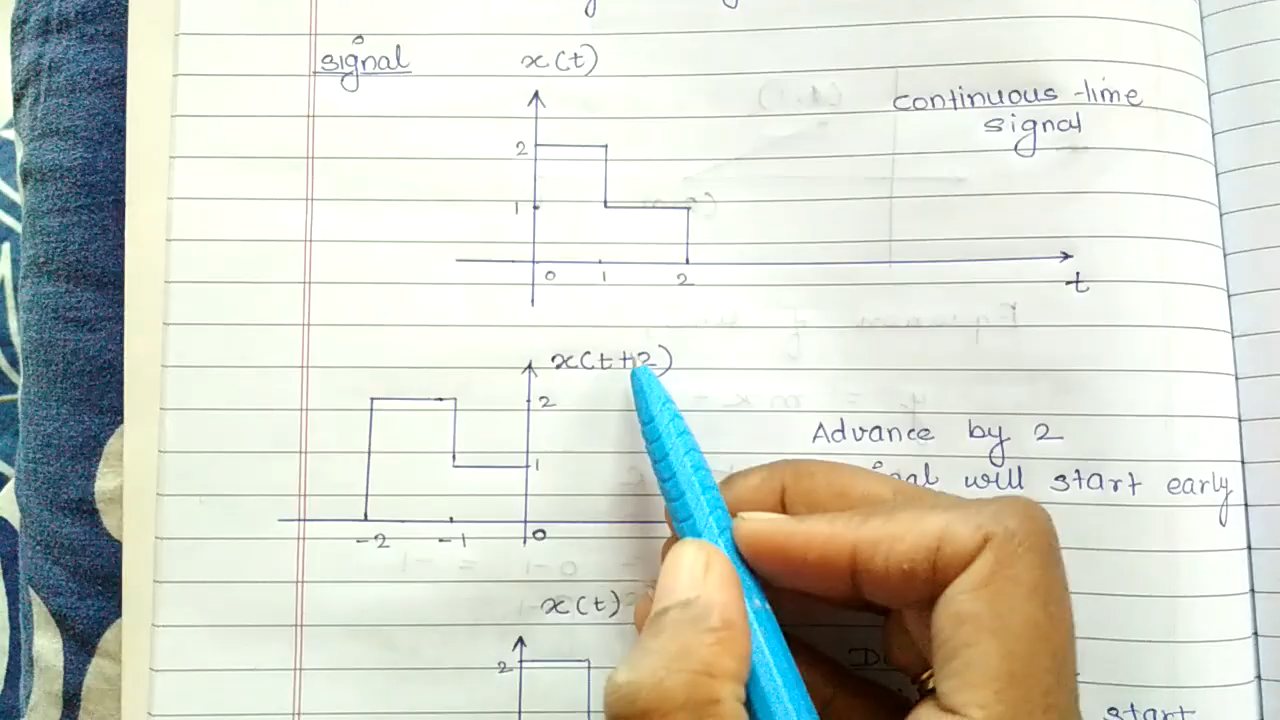 signal
x(t)
continuous-time
signal
2
1
0 1 2
t
x(t+2)
2
1
-2 -1 0
Advance by 2
will start early
x(t)
2
start